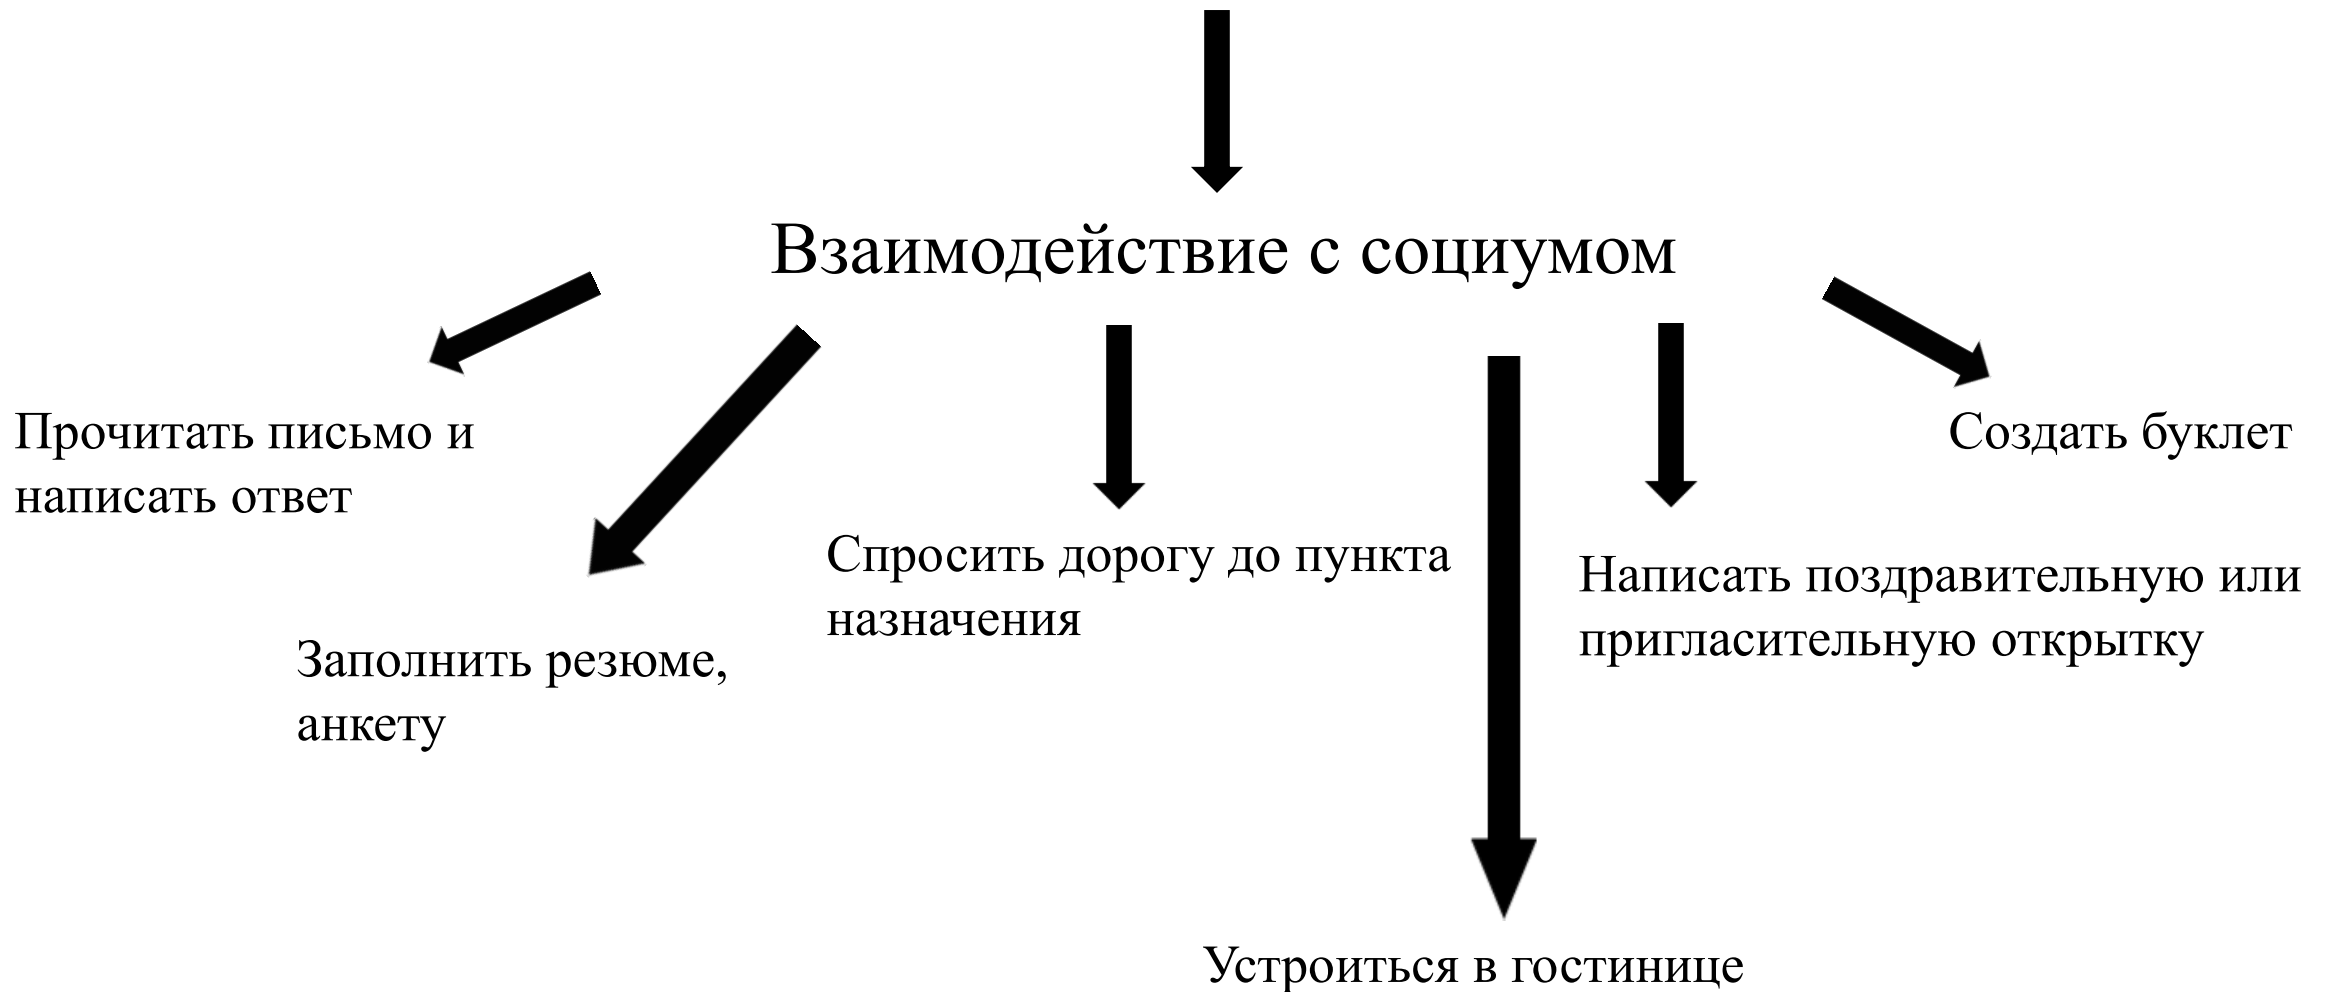 Взаимодействие с социумом
Прочитать письмо и
написать ответ
Заполнить резюме,
анкету
Спросить дорогу до пункта
назначения
Устроиться в гостинице
Написать поздравительную или
пригласительную открытку
Создать буклет